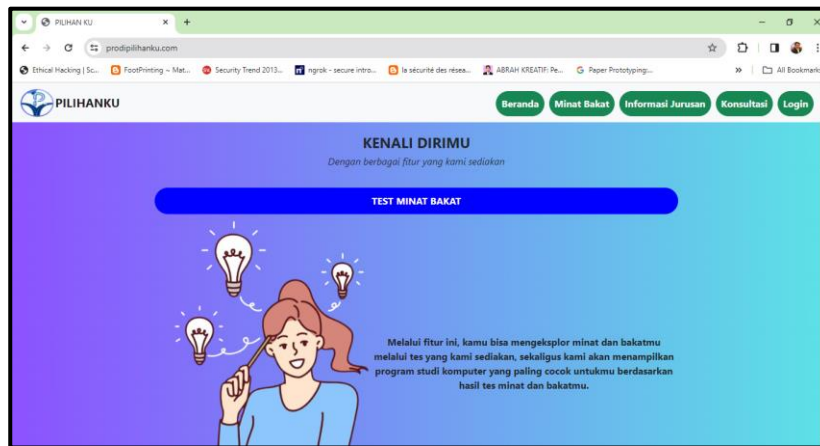 PILIHAN KU
prodipilihanku.com
Ethical Hacking | Sc...
FootPrinting ~ Mat...
Security Trend 2013...
ngrok - secure intro...
la sécurité des résea...
ABRAH KREATIF: Pe...
Paper Prototyping:...
All Bookmarks
PILIHANKU
Beranda
Minat Bakat
Informasi Jurusan
Konsultasi
Login
KENALI DIRIMU
Dengan berbagai fitur yang kami sediakan
TEST MINAT BAKAT
Melalui fitur ini, kamu bisa mengeksplor minat dan bakatmu
melalui tes yang kami sediakan, sekaligus kami akan menampilkan
program studi komputer yang paling cocok untukmu berdasarkan
hasil tes minat dan bakatmu.